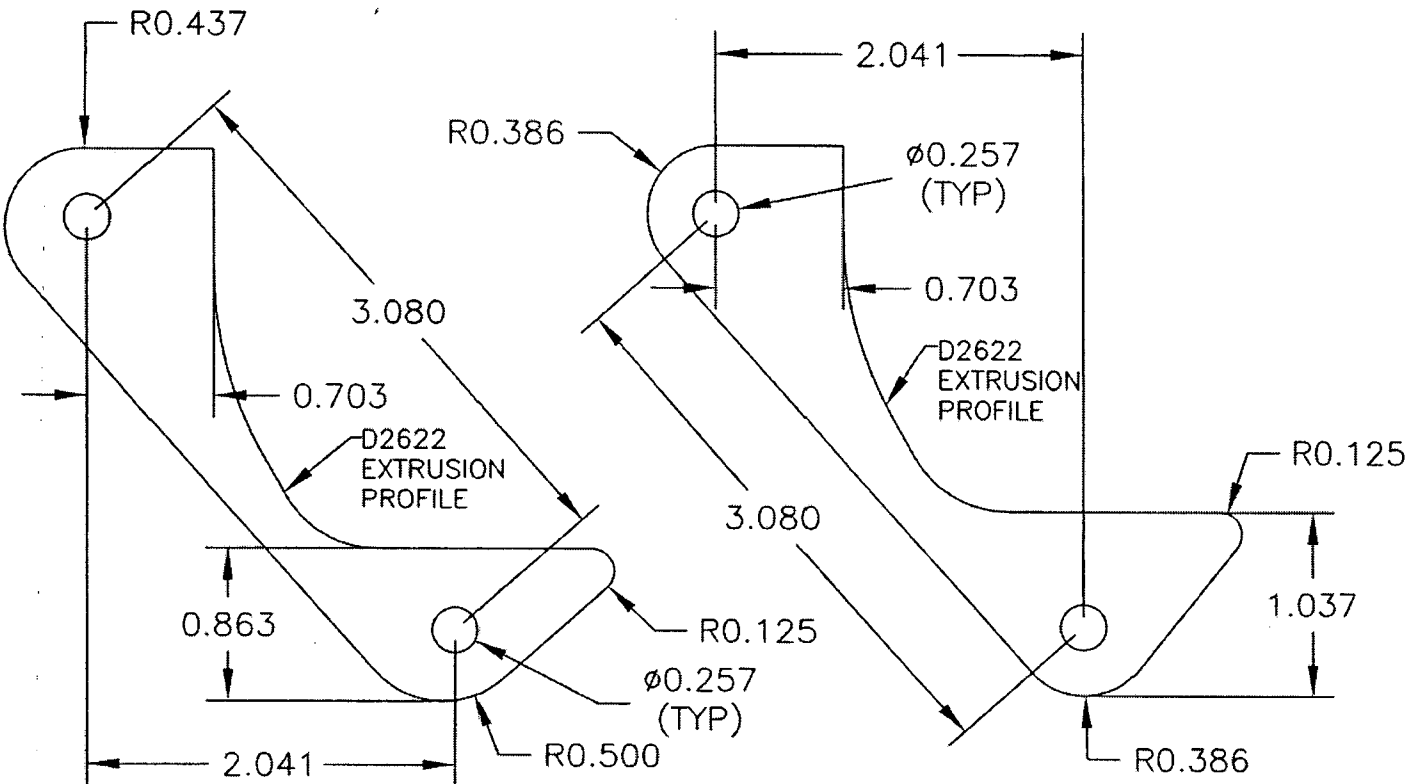 R0.437
2.041
R0.386
ø0.257
(TYP)
3.080
0.703
0.703
D2622
EXTRUSION
PROFILE
D2622
EXTRUSION
PROFILE
R0.125
3.080
0.863
1.037
R0.125
ø0.257
(TYP)
R0.500
R0.386
2.041